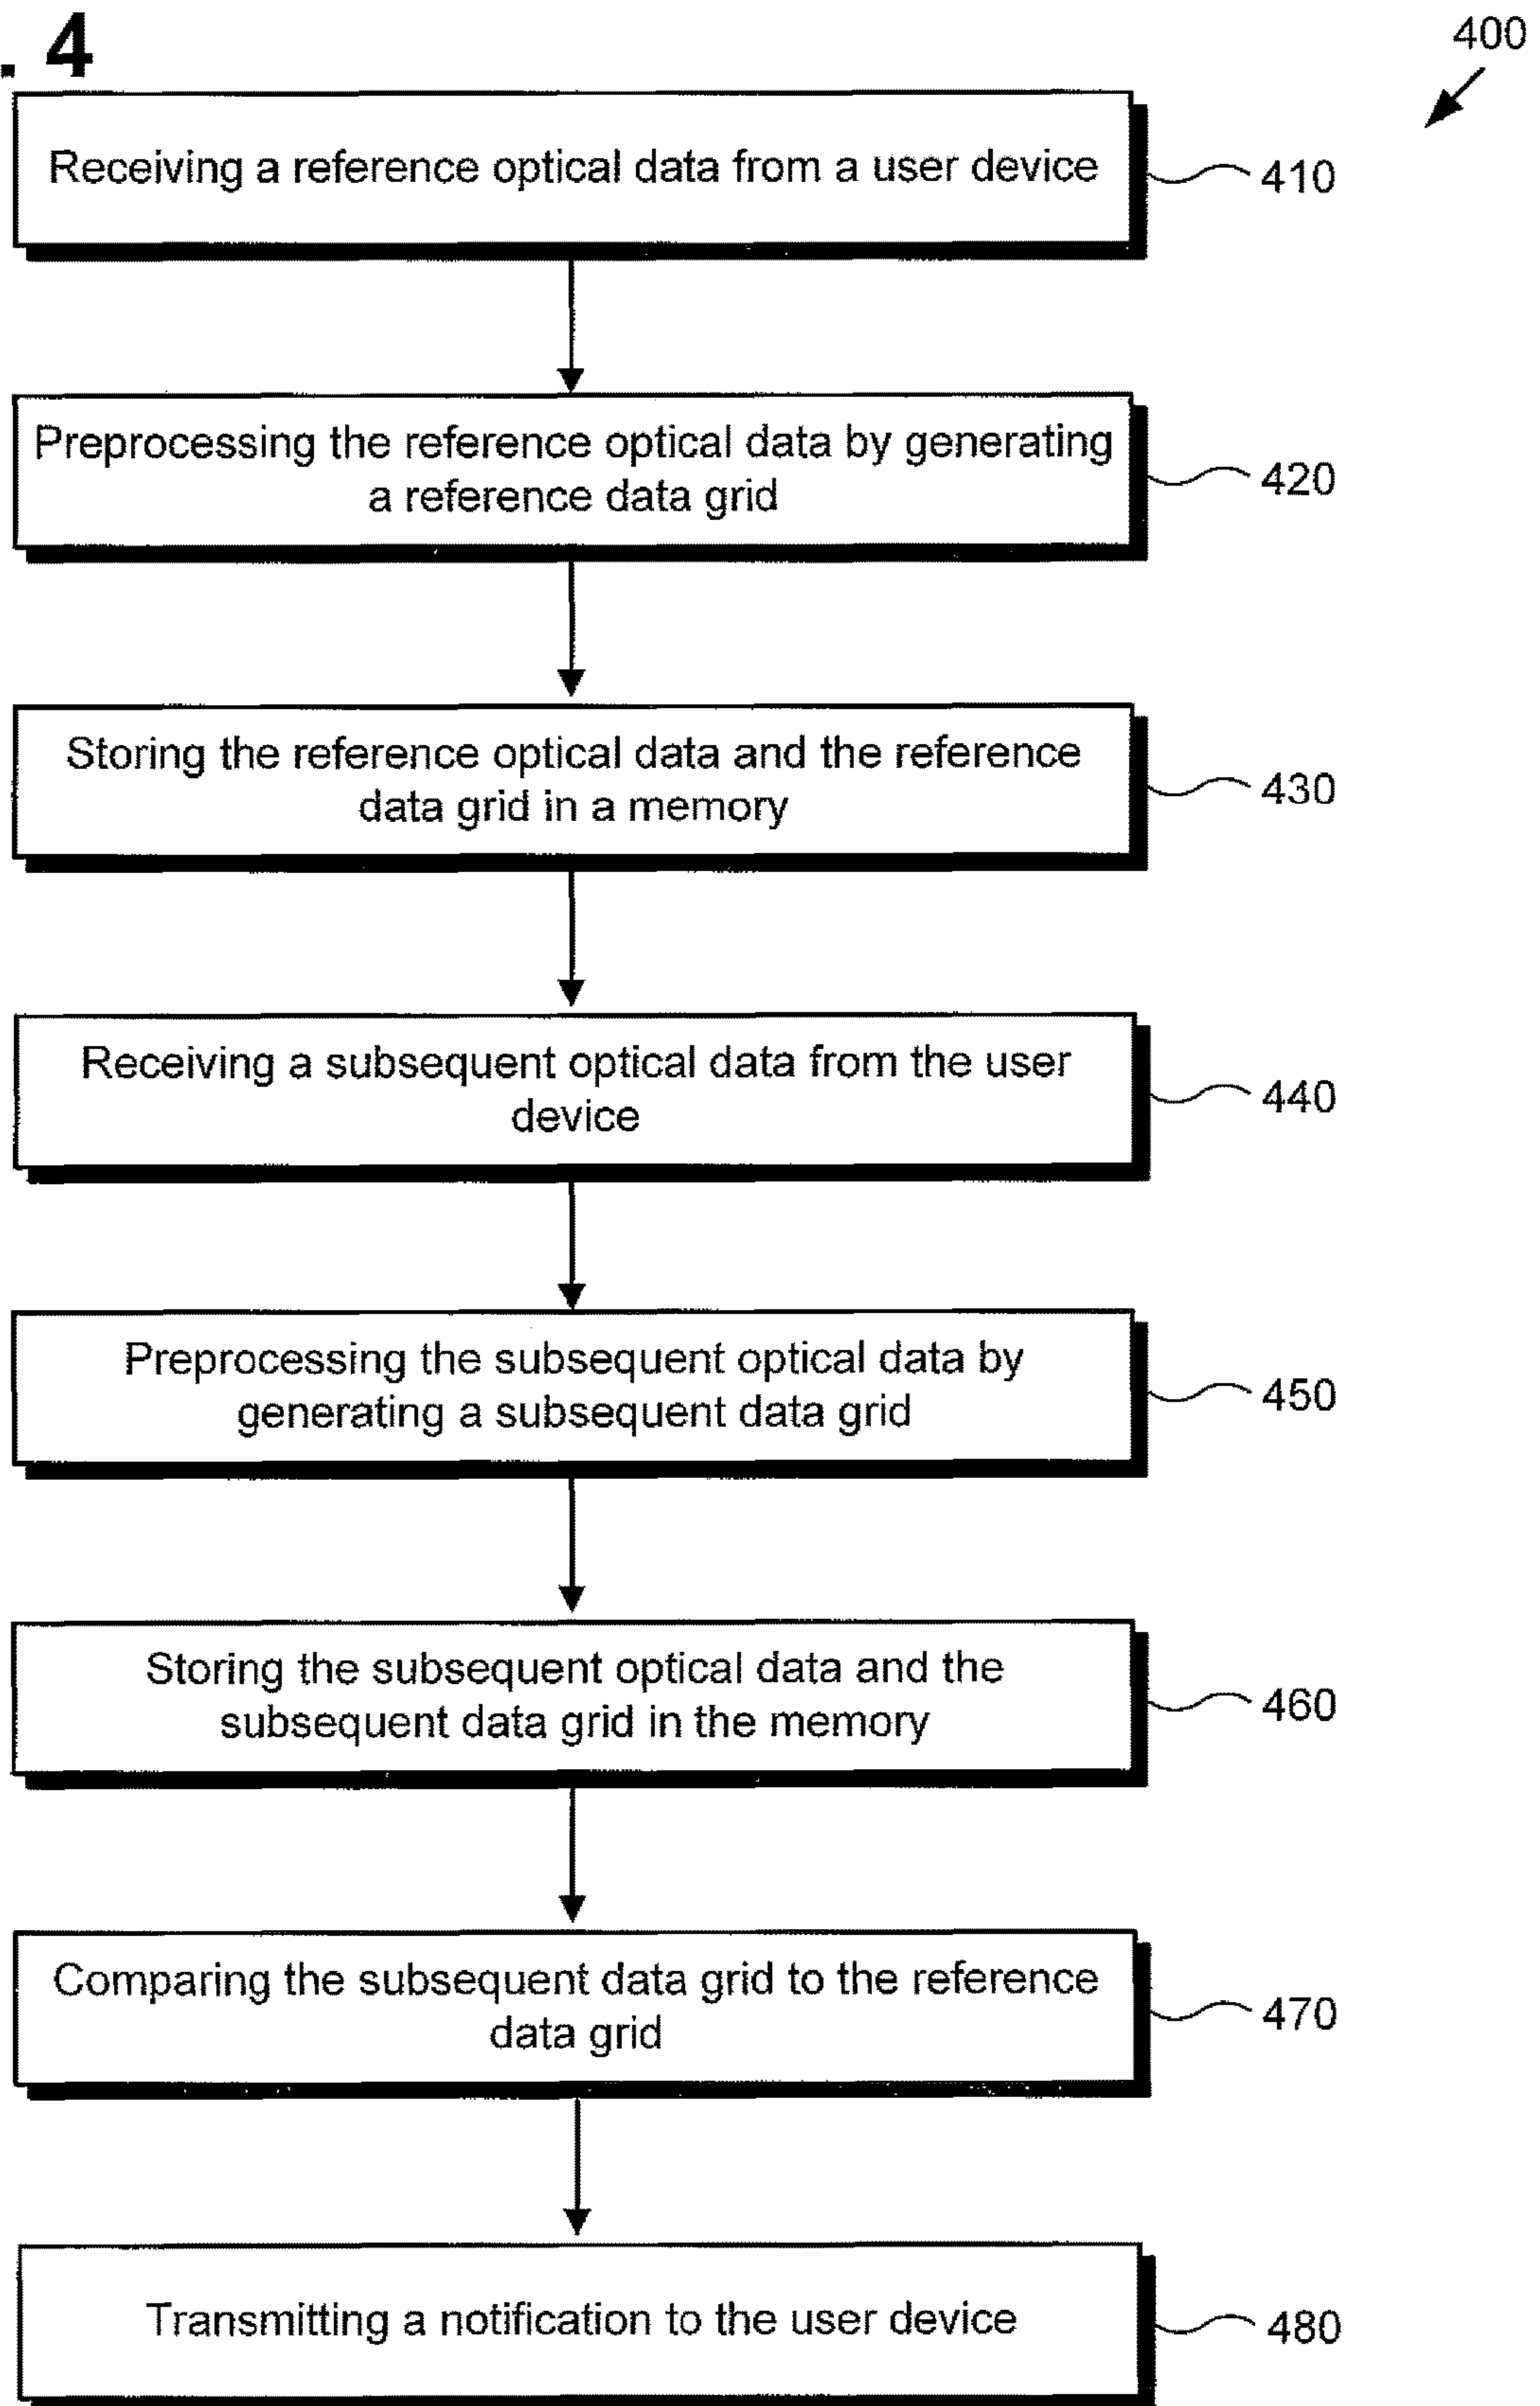 . 4
400
Receiving a reference optical data from a user device
410
Preprocessing the reference optical data by generating
a reference data grid
420
Storing the reference optical data and the reference
data grid in a memory
430
Receiving a subsequent optical data from the user
device
440
Preprocessing the subsequent optical data by
generating a subsequent data grid
450
Storing the subsequent optical data and the
subsequent data grid in the memory
460
Comparing the subsequent data grid to the reference
data grid
470
Transmitting a notification to the user device
480